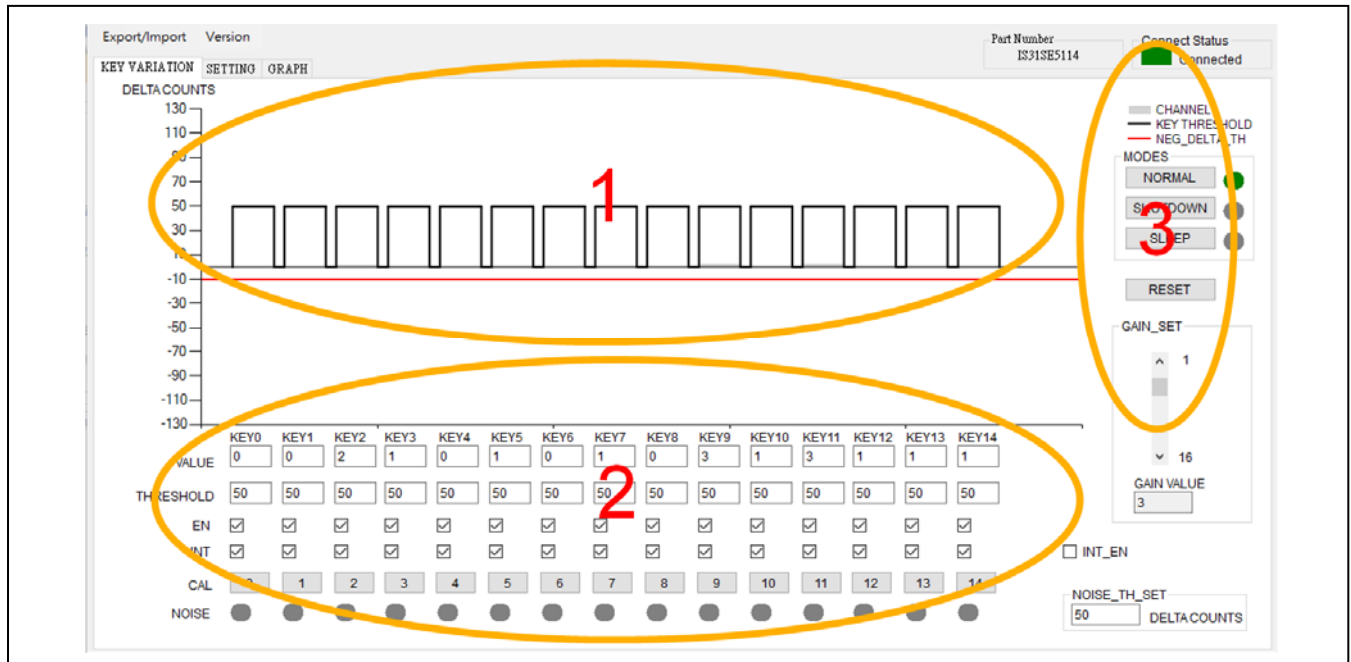 Export/Import Version
Part Number
IS31SE5114
Connect Status
Connected
KEY VARIATION SETTING GRAPH
DELTA COUNTS
130
110
90
70
50
30
10
-10
-30
-50
-70
-90
-110
-130
1
CHANNEL
KEY THRESHOLD
NEG_DELTA_TH
MODES
NORMAL
SHUTDOWN
SLEEP
3
RESET
GAIN_SET
1
16
GAIN VALUE
3
KEY0 KEY1 KEY2 KEY3 KEY4 KEY5 KEY6 KEY7 KEY8 KEY9 KEY10 KEY11 KEY12 KEY13 KEY14
VALUE 0 0 2 1 0 1 0 1 0 3 1 3 1 1 1
THRESHOLD 50 50 50 50 50 50 50 50 50 50 50 50 50 50 50
2
EN
INT
CAL 0 1 2 3 4 5 6 7 8 9 10 11 12 13 14
NOISE
INT_EN
NOISE_TH_SET
50 DELTA COUNTS